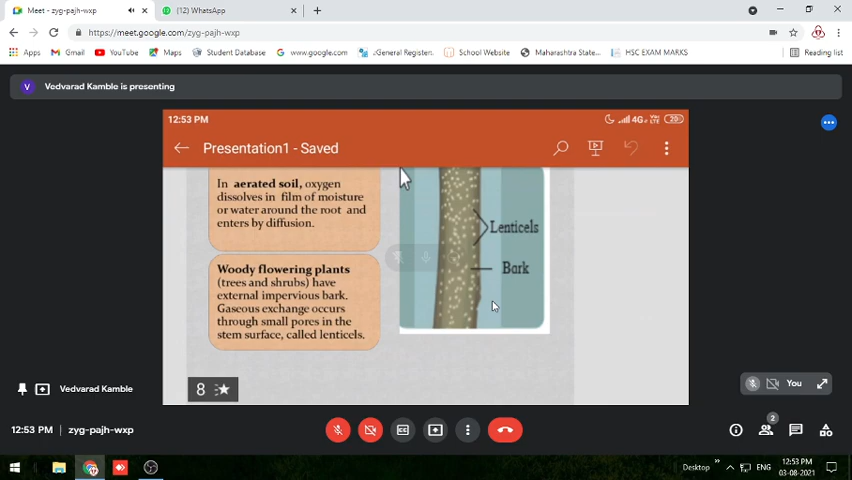 Meet - zyg-pajh-wxp
(12) WhatsApp
https://meet.google.com/zyg-pajh-wxp
Apps
Gmail
YouTube
Maps
Student Database
www.google.com
.:General Register:
School Website
Maharashtra State...
HSC EXAM MARKS
Reading list
V
Vedvarad Kamble is presenting
12:53 PM
4G+
Presentation1 - Saved
In aerated soil, oxygen
dissolves in film of moisture
or water around the root and
enters by diffusion.
Woody flowering plants
(trees and shrubs) have
external impervious bark.
Gaseous exchange occurs
through small pores in the
stem surface, called lenticels.
Lenticels
Bark
8
Vedvarad Kamble
You
12:53 PM
zyg-pajh-wxp
2
Desktop
ENG
12:53 PM
03-08-2021